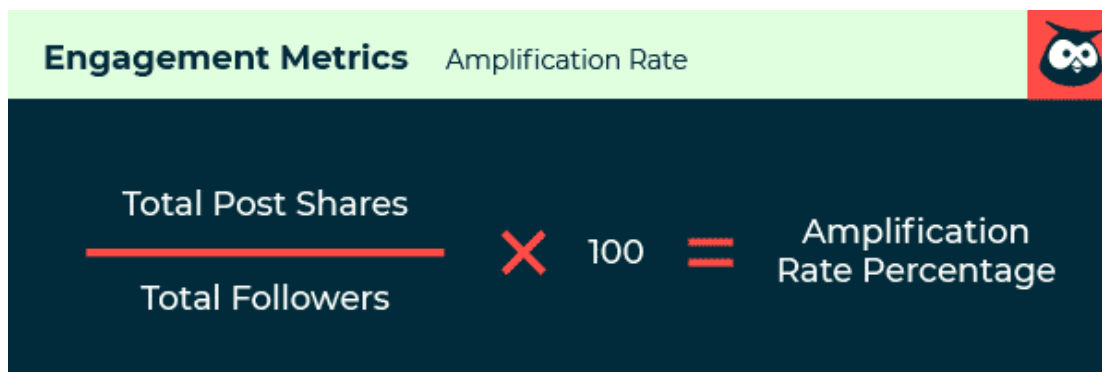 Engagement Metrics Amplification Rate
Total Post Shares
Total Followers
× 100 =
Amplification
Rate Percentage